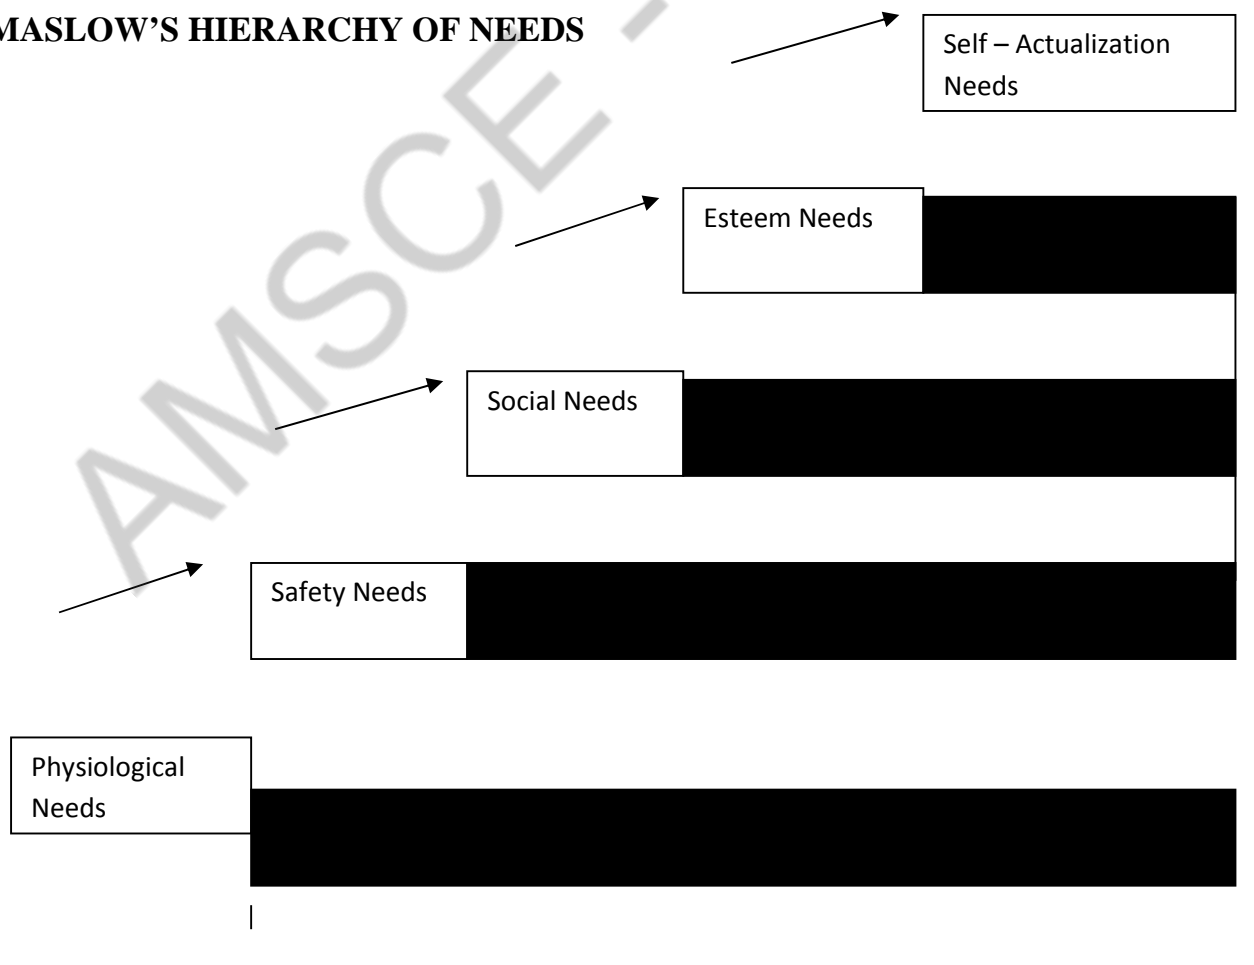 MASLOW'S HIERARCHY OF NEEDS
Self – Actualization
Needs
Esteem Needs
Social Needs
Safety Needs
Physiological
Needs
AMSCE -